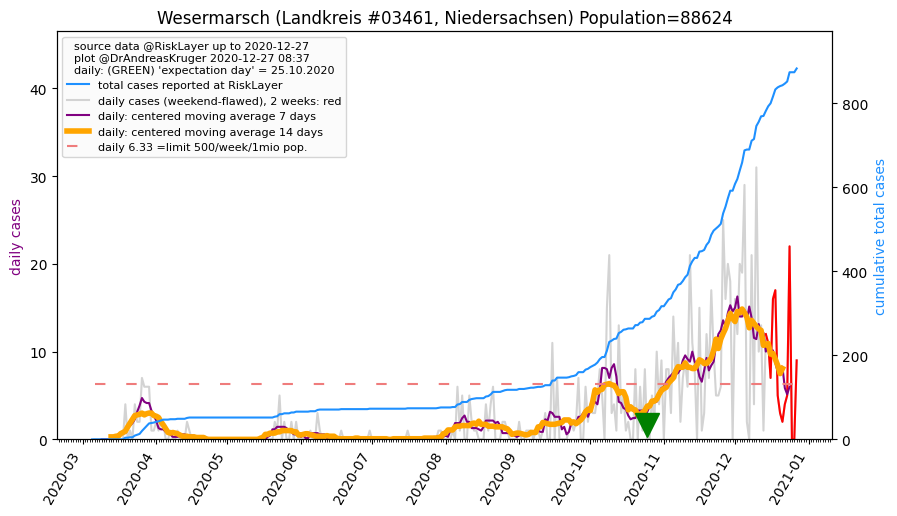 Wesermarsch (Landkreis #03461, Niedersachsen) Population=88624
source data @RiskLayer up to 2020-12-27
plot @DrAndreasKruger 2020-12-27 08:37
daily: (GREEN) 'expectation day' = 25.10.2020
total cases reported at RiskLayer
daily cases (weekend-flawed), 2 weeks: red
daily: centered moving average 7 days
daily: centered moving average 14 days
daily 6.33 =limit 500/week/1mio pop.
daily cases
40
30
20
10
0
cumulative total cases
800
600
400
200
0
2020-03
2020-04
2020-05
2020-06
2020-07
2020-08
2020-09
2020-10
2020-11
2020-12
2021-01